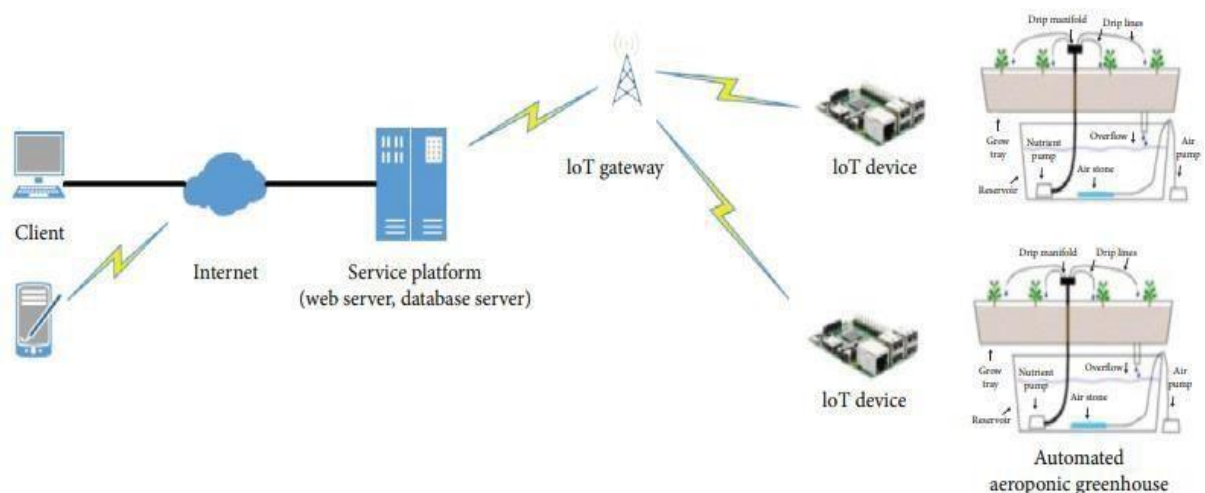 Client
Internet
Service platform
(web server, database server)
loT gateway
loT device
loT device
Drip manifold
Drip lines
Grow
tray
Nutrient
pump
Overflow
Air stone
Air
pump
Reservoir
Drip manifold
Drip lines
Grow
tray
Nutrient
pump
Overflow
Air stone
Air
pump
Reservoir
Automated
aeroponic greenhouse